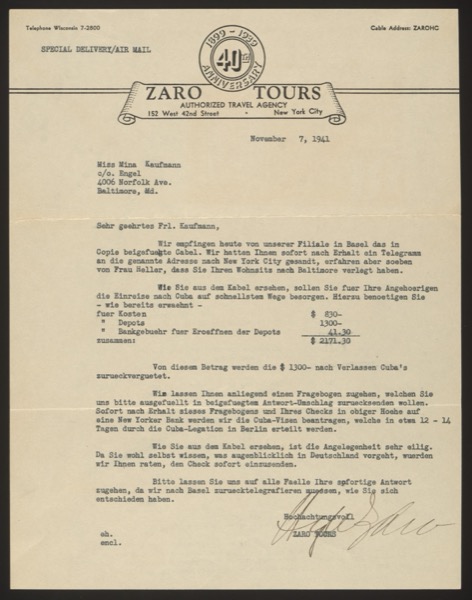 Telephone Wisconsin 7-2800
Cable Address: ZAROHC
SPECIAL DELIVERY/AIR MAIL
1899 - 1939
40TH
ANNIVERSARY
ZARO TOURS
AUTHORIZED TRAVEL AGENCY
152 West 42nd Street • New York City
November 7, 1941
Miss Mina Kaufmann
c/o. Engel
4006 Norfolk Ave.
Baltimore, Md.
Sehr geehrtes Frl. Kaufmann,
Wir empfingen heute von unserer Filiale in Basel das in
Copie beigefuegte Cabel. Wir hatten Ihnen sofort nach Erhalt ein Telegramm
an die genannte Adresse nach New York City gesandt, erfahren aber soeben
von Frau Heller, dass Sie Ihren Wohnsitz nach Baltimore verlegt haben.
Wie Sie aus dem Kabel ersehen, sollen Sie fuer Ihre Angehoerigen
die Einreise nach Cuba auf schnellstem Wege besorgen. Hierzu benoetigen Sie
- wie bereits erwaehnt -
fuer Kosten $ 830-
" Depots 1300-
" Bankgebuehr fuer Eroeffnen der Depots 41.30
zusammen: $ 2171.30
Von diesem Betrag werden die $ 1300- nach Verlassen Cuba's
zurueckverguetet.
Wir lassen Ihnen anliegend einen Fragebogen zugehen, welchen Sie
uns bitte ausgefuellt in beigefuegtem Antwort-Umschlag zuruecksenden wollen.
Sofort nach Erhalt dieses Fragebogens und Ihres Checks in obiger Hoehe auf
eine New Yorker Bank werden wir die Cuba-Visen beantragen, welche in etwa 12 - 14
Tagen durch die Cuba-Legation in Berlin erteilt werden.
Wie Sie aus dem Kabel ersehen, ist die Angelegenheit sehr eilig.
Da Sie wohl selbst wissen, was augenblicklich in Deutschland vergeht, wuerden
wir Ihnen raten, den Check sofort einzusenden.
Bitte lassen Sie uns auf alle Faelle Ihre sofortige Antwort
zugehen, da wir nach Basel zuruecktelegrafieren muessen, wie Sie sich
entschieden haben.
Hochachtungsvoll
ZARO TOURS
eh.
encl.